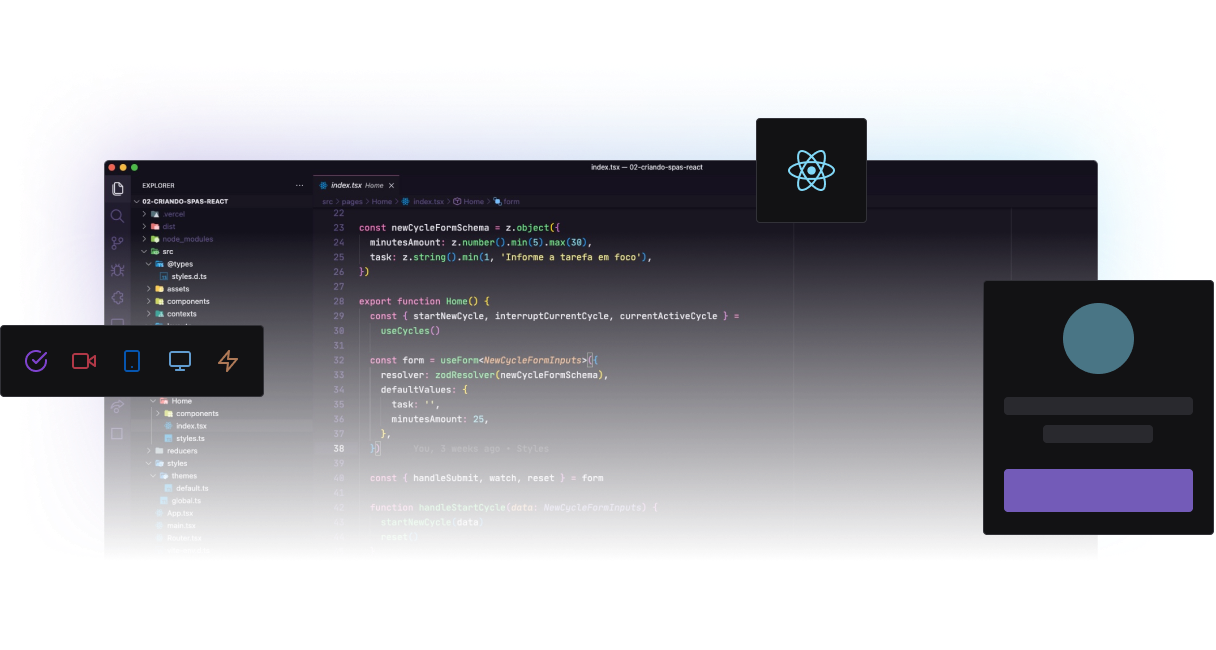 index.tsx — 02-criando-spas-react
EXPLORER ···
02-CRIANDO-SPAS-REACT
.vercel
dist
node_modules
src
@types
styles.d.ts
assets
components
contexts
Home
components
index.tsx
styles.ts
reducers
styles
themes
default.ts
global.ts
App.tsx
main.tsx
Router.tsx
index.tsx Home ×
src > pages > Home > index.tsx > Home > form
22
23 const newCycleFormSchema = z.object({
24 minutesAmount: z.number().min(5).max(30),
25 task: z.string().min(1, 'Informe a tarefa em foco'),
26 })
27
28 export function Home() {
29 const { startNewCycle, interruptCurrentCycle, currentActiveCycle } =
30 useCycles()
31
32 const form = useForm<NewCycleFormInputs>({
33 resolver: zodResolver(newCycleFormSchema),
34 defaultValues: {
35 task: '',
36 minutesAmount: 25,
37 },
38 }) You, 3 weeks ago · Styles
39
40 const { handleSubmit, watch, reset } = form
41
42 function handleStartCycle(data: NewCycleFormInputs) {
43 startNewCycle(data)
reset()